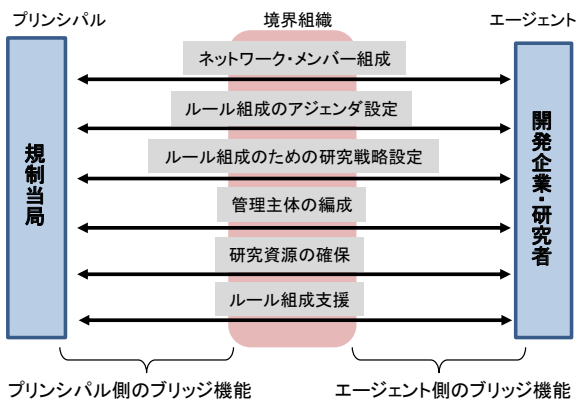 プリンシパル
境界組織
エージェント
ネットワーク・メンバー組成
ルール組成のアジェンダ設定
ルール組成のための研究戦略設定
管理主体の編成
研究資源の確保
ルール組成支援
規制当局
開発企業・研究者
プリンシパル側のブリッジ機能
エージェント側のブリッジ機能